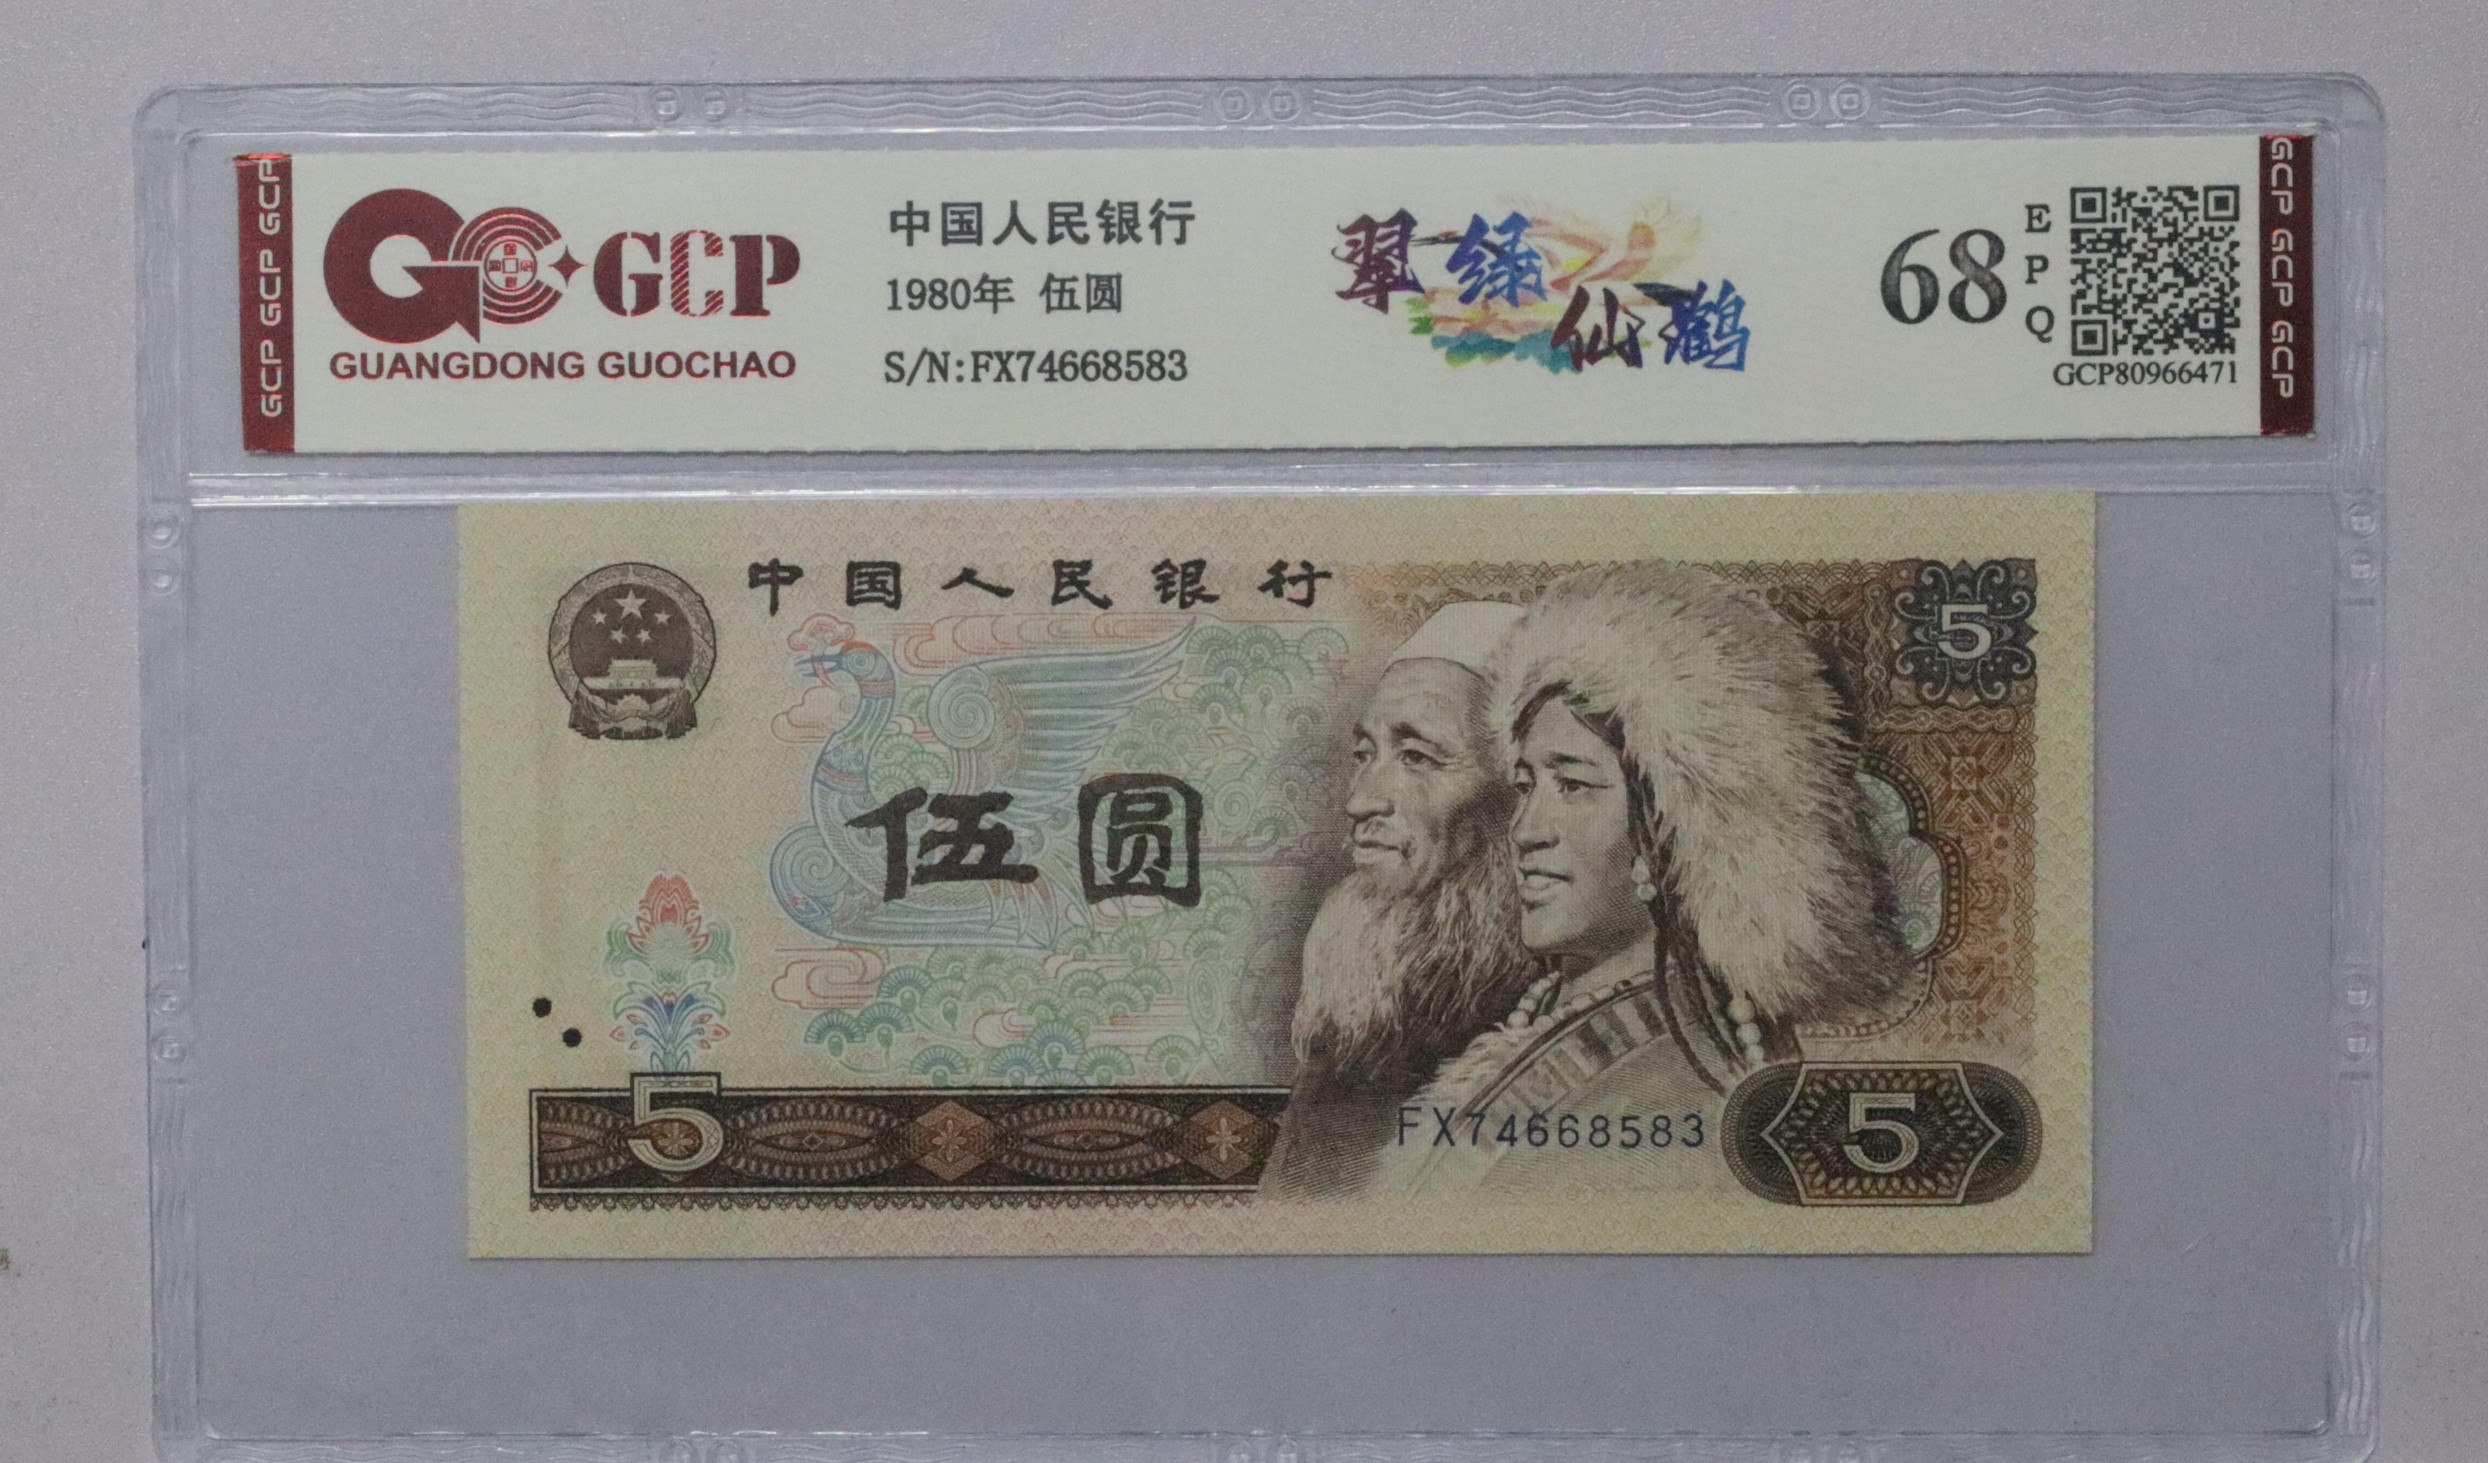 GCP GCP GCP
GCP
GUANGDONG GUOCHAO
中国人民银行
1980年 伍圆
S/N:FX74668583
翠绿
仙鹤
68
E
P
Q
GCP80966471
GCP GCP GCP
中国人民银行
5
伍圆
5
FX74668583
5